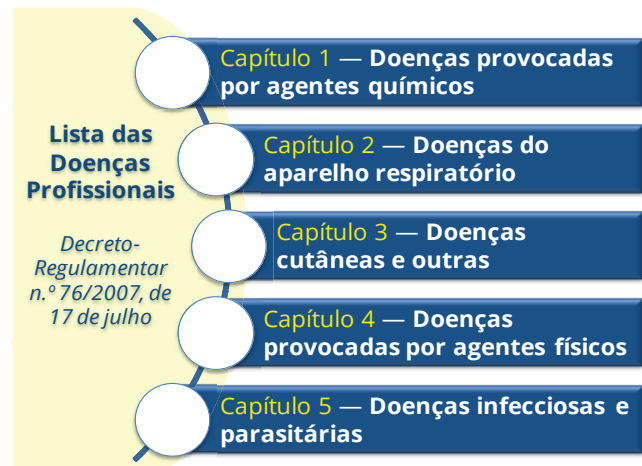 Lista das
Doenças
Profissionais
Decreto-
Regulamentar
n.º 76/2007, de
17 de julho
Capítulo 1 — Doenças provocadas
por agentes químicos
Capítulo 2 — Doenças do
aparelho respiratório
Capítulo 3 — Doenças
cutâneas e outras
Capítulo 4 — Doenças
provocadas por agentes físicos
Capítulo 5 — Doenças infecciosas e
parasitárias